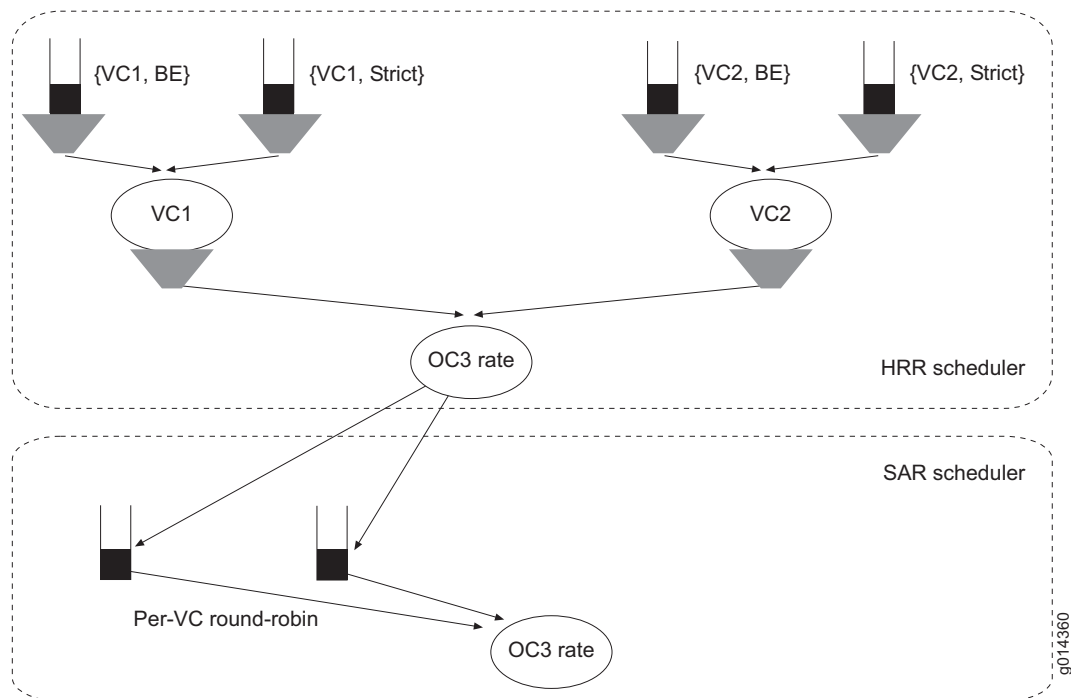 {VC1, BE}
{VC1, Strict}
{VC2, BE}
{VC2, Strict}
VC1
VC2
OC3 rate
HRR scheduler
SAR scheduler
Per-VC round-robin
OC3 rate
g014360